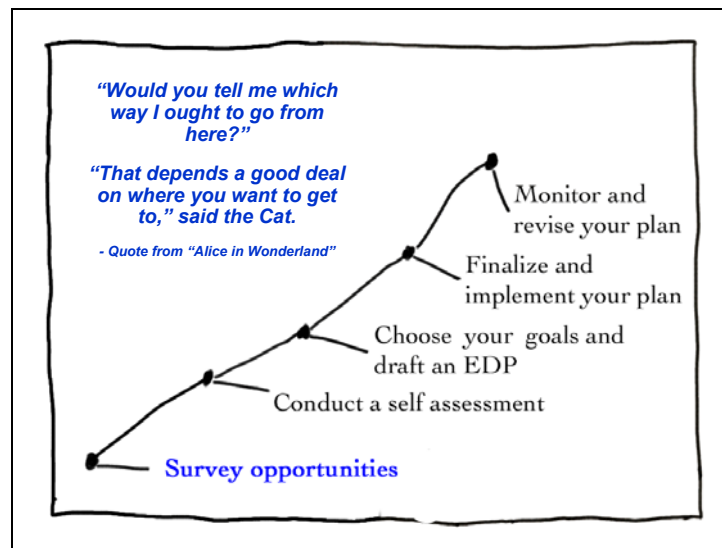 “Would you tell me which
way I ought to go from
here?”
“That depends a good deal
on where you want to get
to,” said the Cat.
- Quote from “Alice in Wonderland”
Monitor and
revise your plan
Finalize and
implement your plan
Choose your goals and
draft an EDP
Conduct a self assessment
Survey opportunities